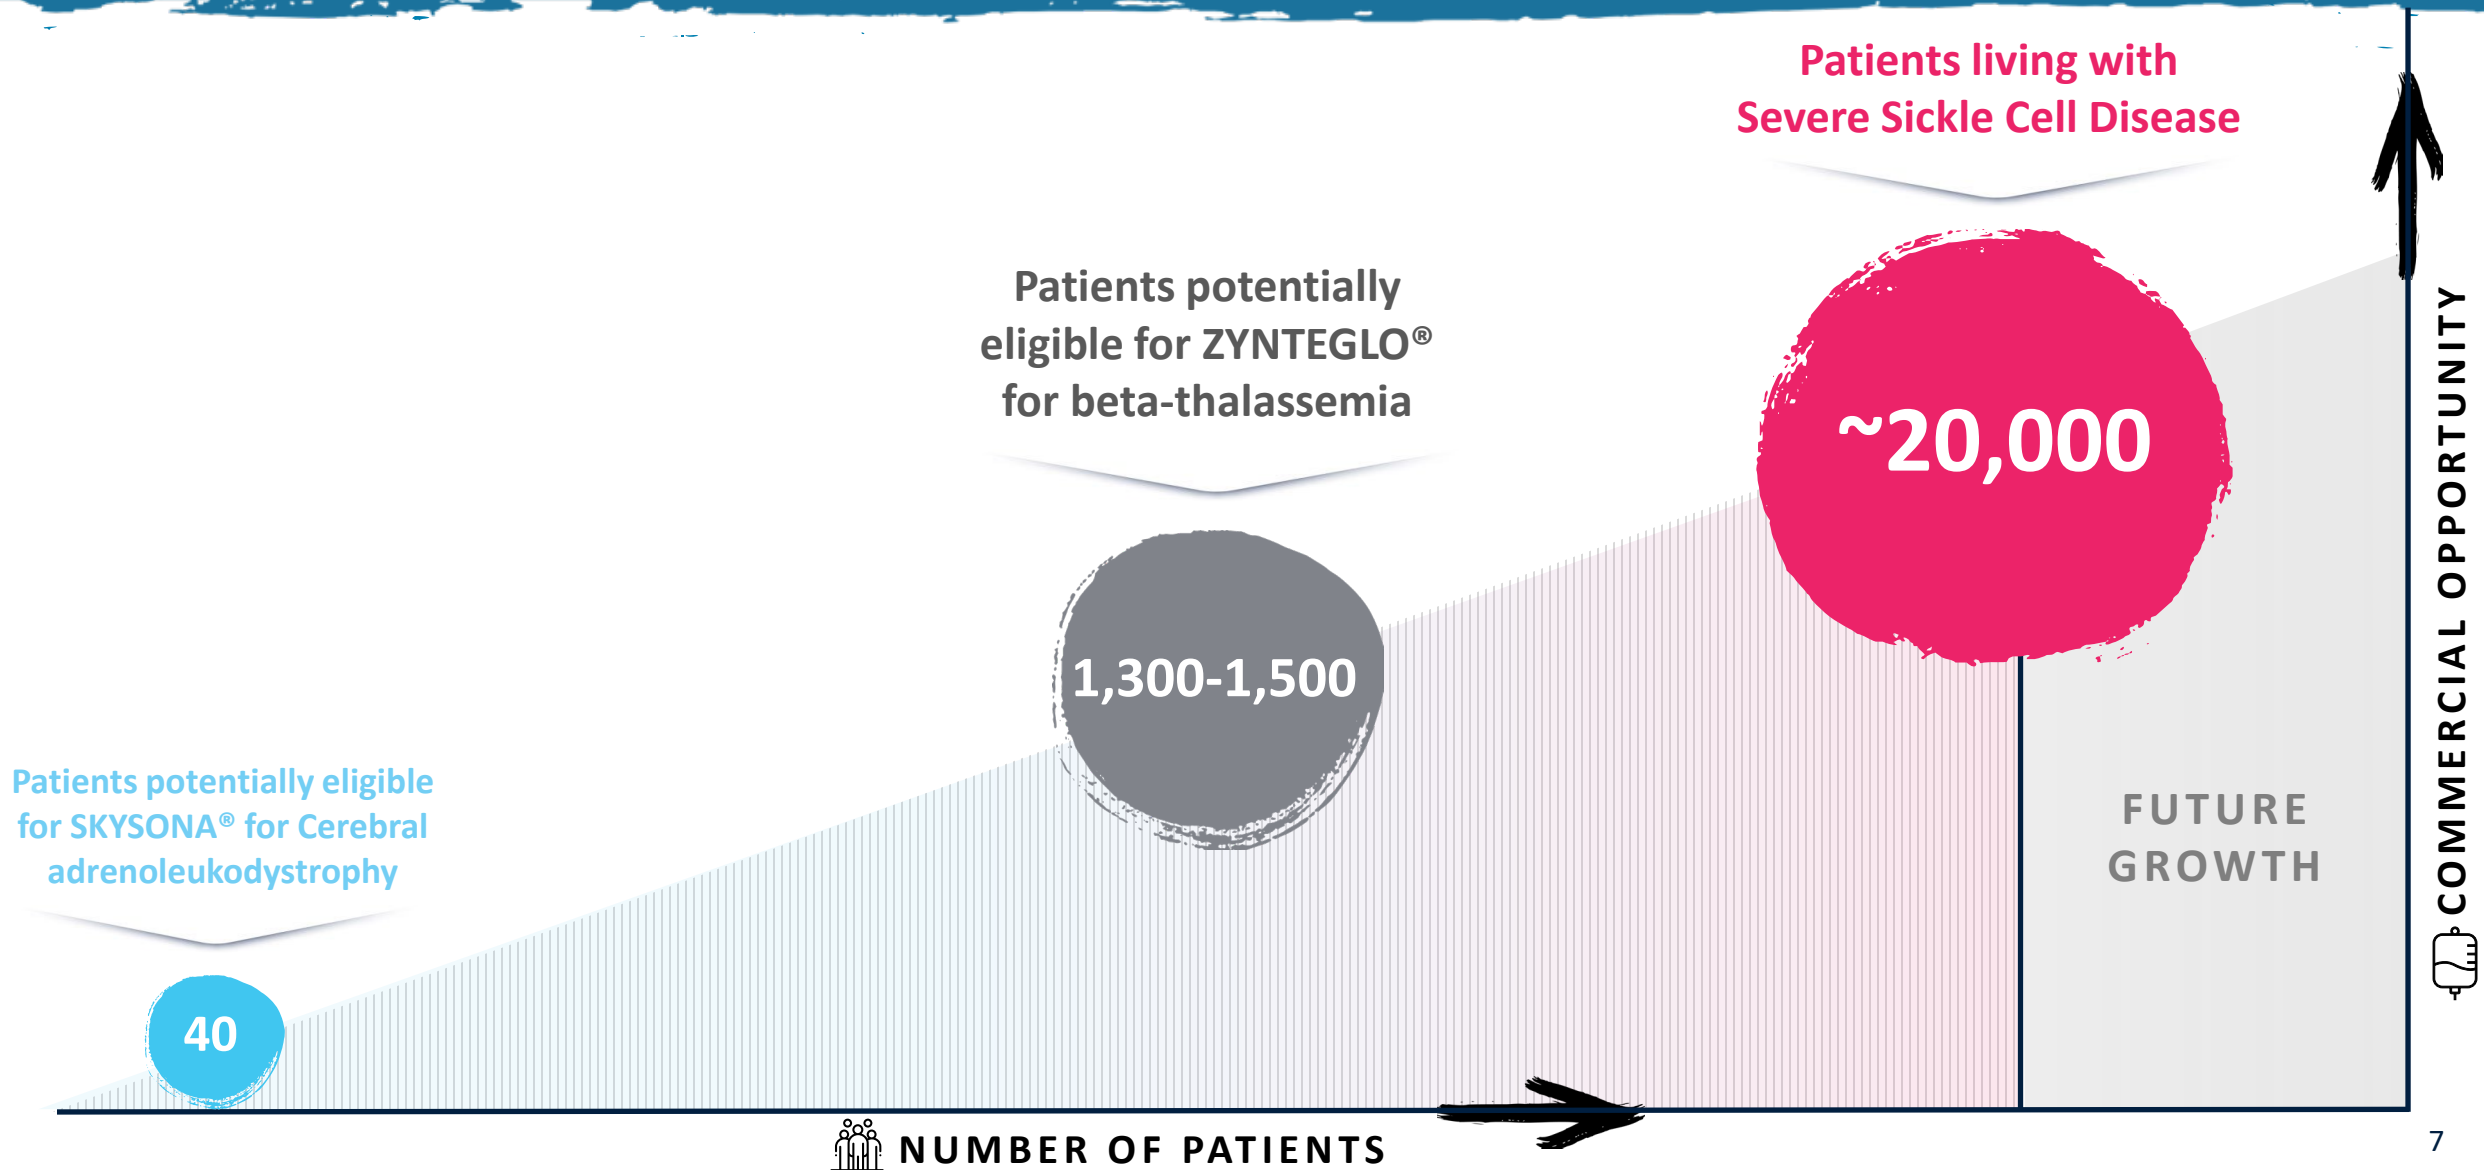 Patients living with
Severe Sickle Cell Disease
~20,000
Patients potentially
eligible for ZYNTEGLO®
for beta-thalassemia
1,300-1,500
Patients potentially eligible
for SKYSONA® for Cerebral
adrenoleukodystrophy
40
FUTURE
GROWTH
COMMERCIAL OPPORTUNITY
NUMBER OF PATIENTS
7